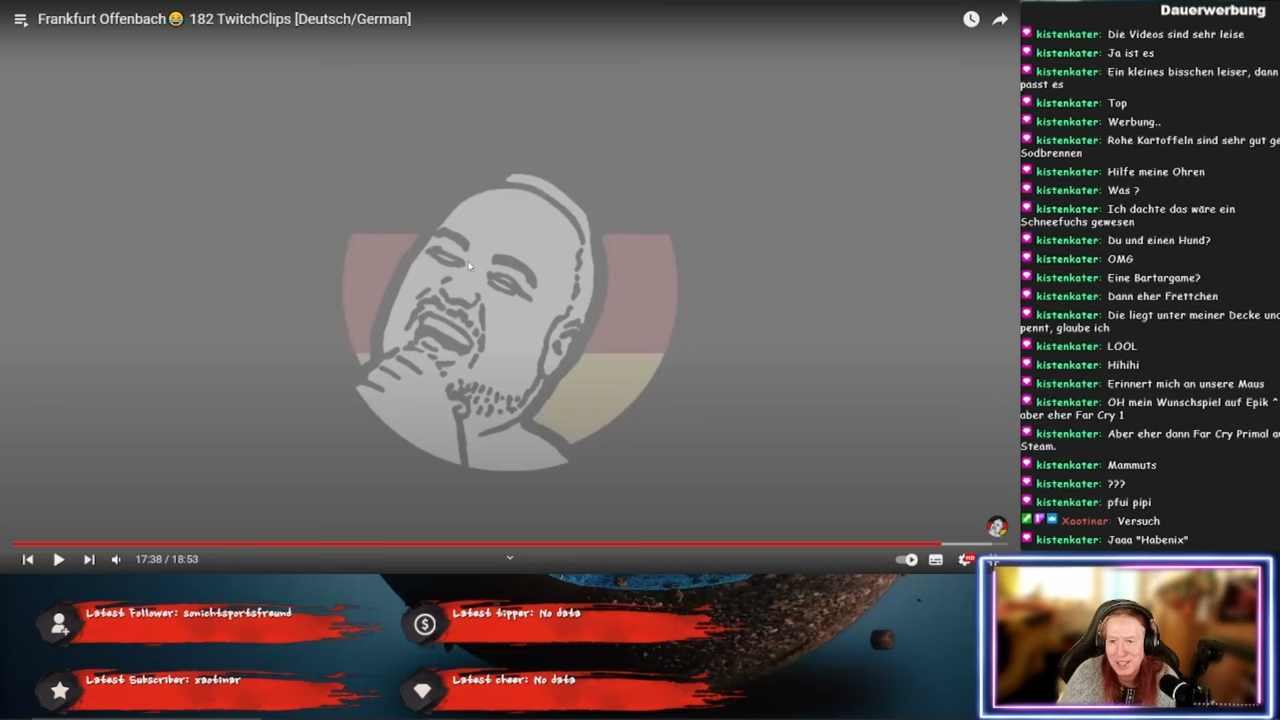 Frankfurt Offenbach😂 182 TwitchClips [Deutsch/German]
17:38 / 18:53
HD
Dauerwerbung
kistenkater: Die Videos sind sehr leise
kistenkater: Ja ist es
kistenkater: Ein kleines bisschen leiser, dann
passt es
kistenkater: Top
kistenkater: Werbung..
kistenkater: Rohe Kartoffeln sind sehr gut ge
Sodbrennen
kistenkater: Hilfe meine Ohren
kistenkater: Was ?
kistenkater: Ich dachte das wäre ein
Schneefuchs gewesen
kistenkater: Du und einen Hund?
kistenkater: OMG
kistenkater: Eine Bartargame?
kistenkater: Dann eher Frettchen
kistenkater: Die liegt unter meiner Decke und
pennt, glaube ich
kistenkater: LOOL
kistenkater: Hihihi
kistenkater: Erinnert mich an unsere Maus
kistenkater: OH mein Wunschspiel auf Epik ^
aber eher Far Cry 1
kistenkater: Aber eher dann Far Cry Primal au
Steam.
kistenkater: Mammuts
kistenkater: ???
kistenkater: pfui pipi
Xaotinar: Versuch
kistenkater: Jaaa "Habenix"
Latest Follower: sonichtsportsfreund
Latest tipper: No data
Latest Subscriber: xaotinar
Latest cheer: No data